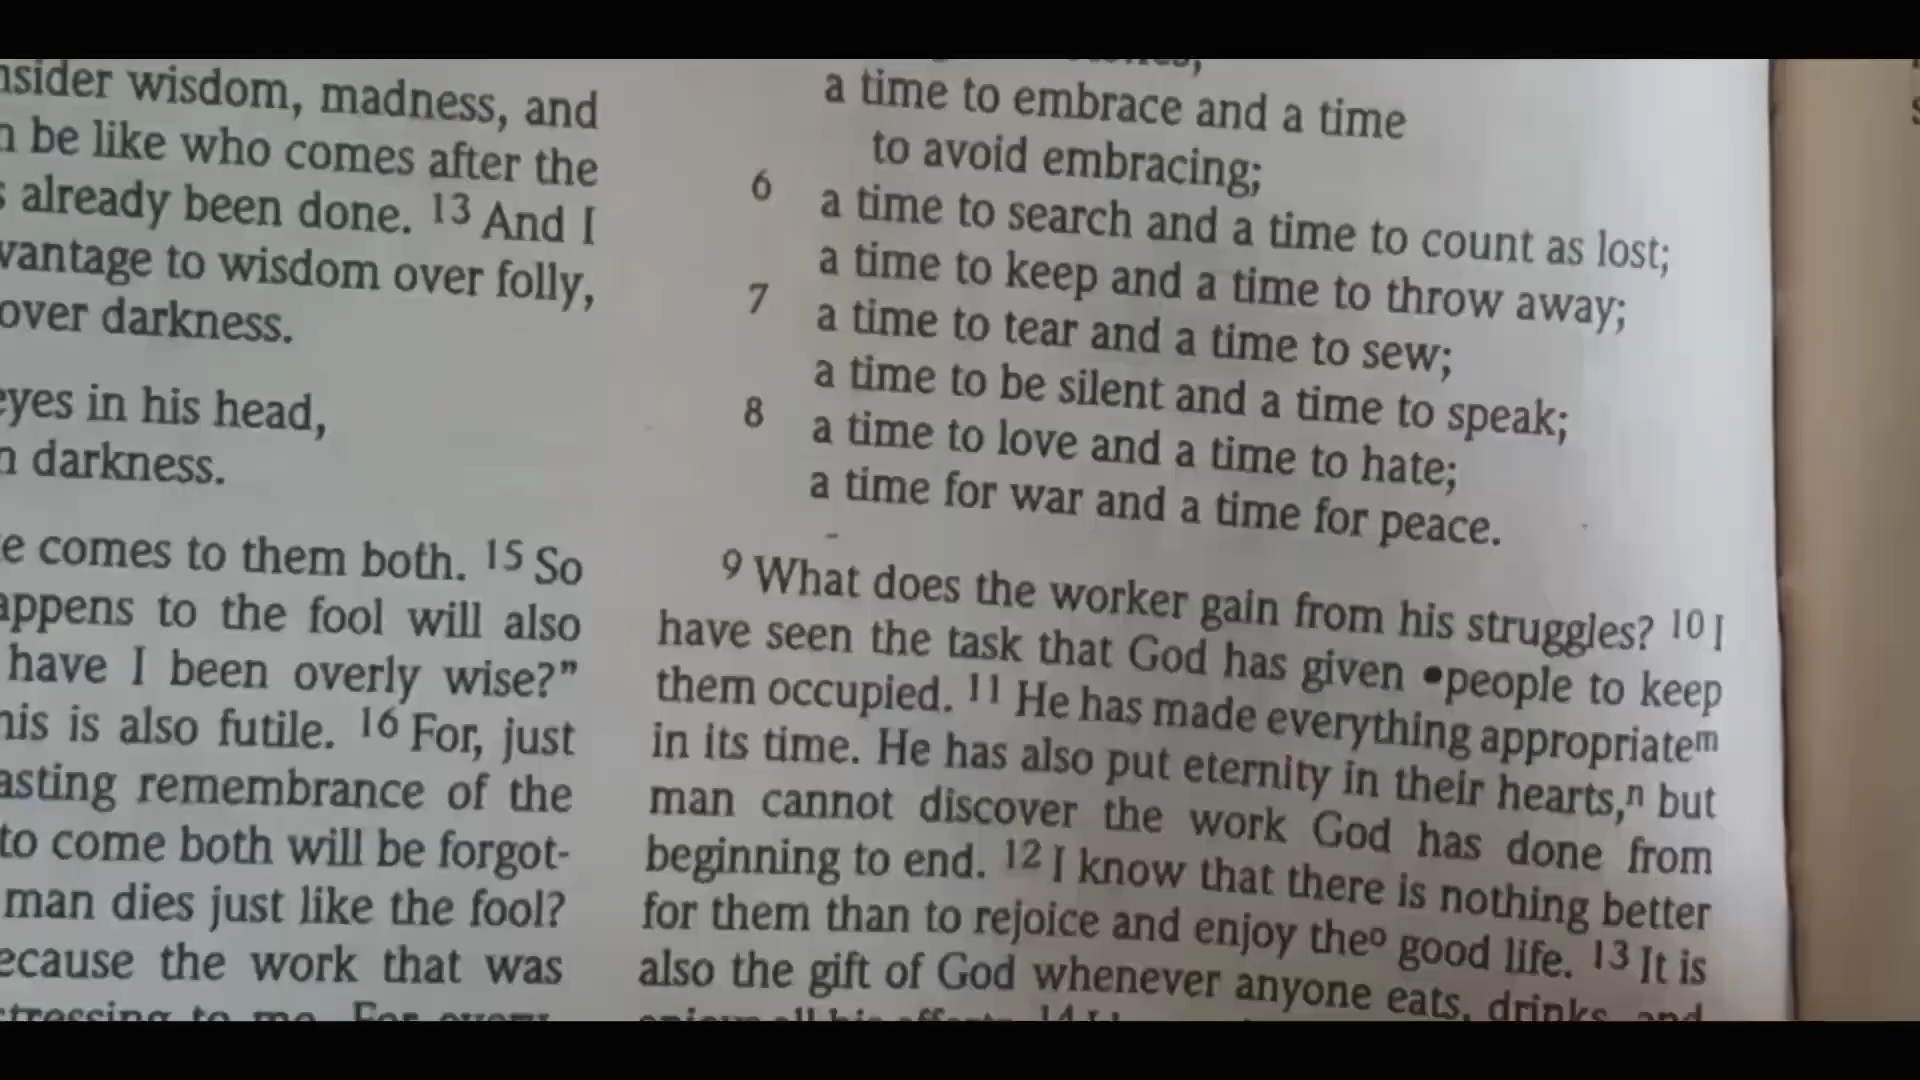 wisdom, madness, and
be like who comes after the
already been done. 13 And I
to wisdom over folly,
over darkness.
eyes in his head,
darkness.
comes to them both. 15 So
to the fool will also
have I been overly wise?”
is also futile. 16 For, just
remembrance of the
to come both will be forgot-
man dies just like the fool?
the work that was
to me. For every
a time to embrace and a time
to avoid embracing;
6 a time to search and a time to count as lost;
a time to keep and a time to throw away;
7 a time to tear and a time to sew;
a time to be silent and a time to speak;
8 a time to love and a time to hate;
a time for war and a time for peace.
9 What does the worker gain from his struggles? 10 I
have seen the task that God has given •people to keep
them occupied. 11 He has made everything appropriateᵐ
in its time. He has also put eternity in their hearts,ⁿ but
man cannot discover the work God has done from
beginning to end. 12 I know that there is nothing better
for them than to rejoice and enjoy theᵒ good life. 13 It is
also the gift of God whenever anyone eats, drinks, and
all his efforts. 14 I